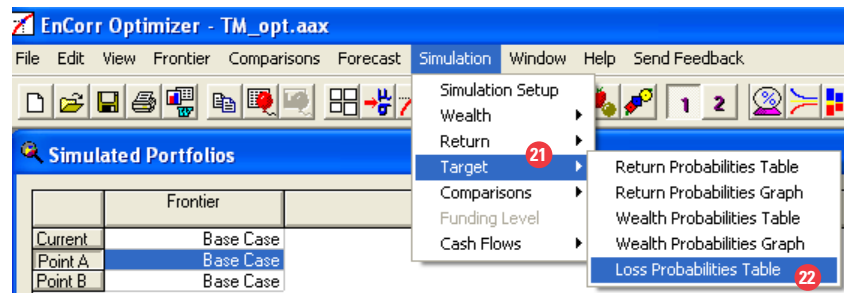 EnCorr Optimizer - TM_opt.aax
File Edit View Frontier Comparisons Forecast Simulation Window Help Send Feedback
1 2
Simulation Setup
Wealth
Return
21
Target
Comparisons
Funding Level
Cash Flows
Return Probabilities Table
Return Probabilities Graph
Wealth Probabilities Table
Wealth Probabilities Graph
Loss Probabilities Table
22
Simulated Portfolios
Frontier
Current Base Case
Point A Base Case
Point B Base Case